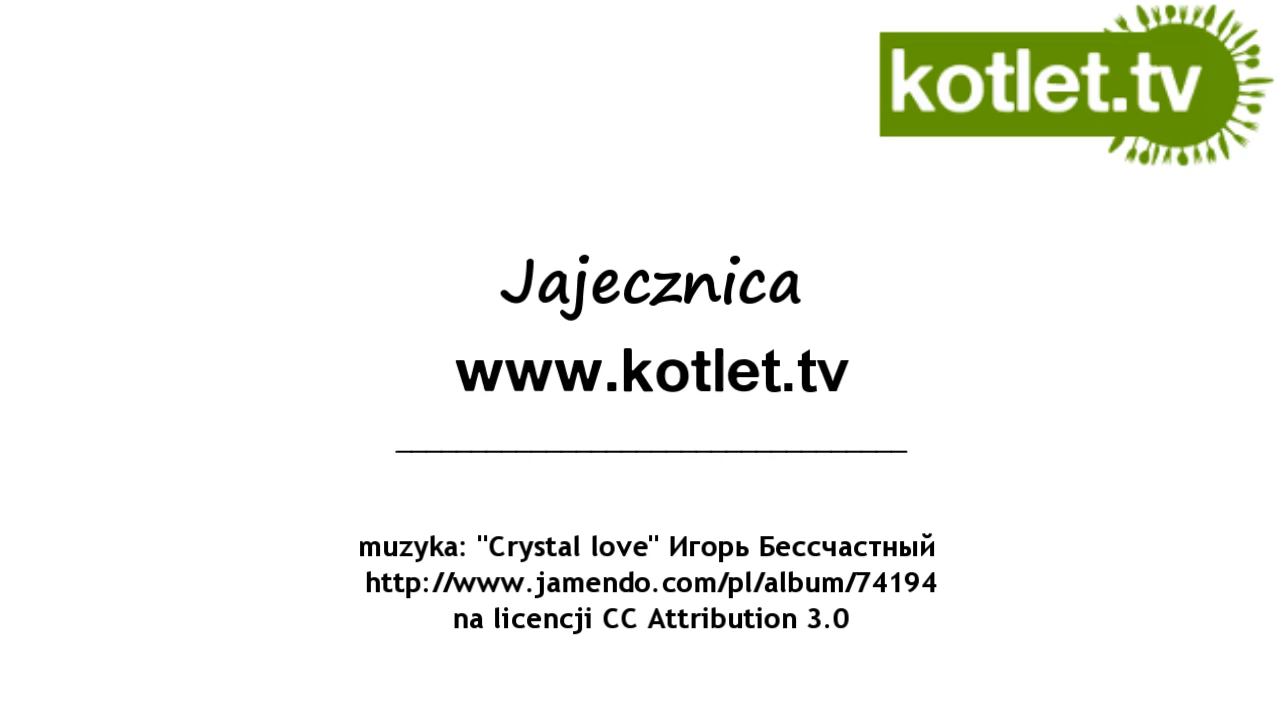 kotlet.tv
Jajecznica
www.kotlet.tv
muzyka: "Crystal love" Игорь Бессчастный
http://www.jamendo.com/pl/album/74194
na licencji CC Attribution 3.0